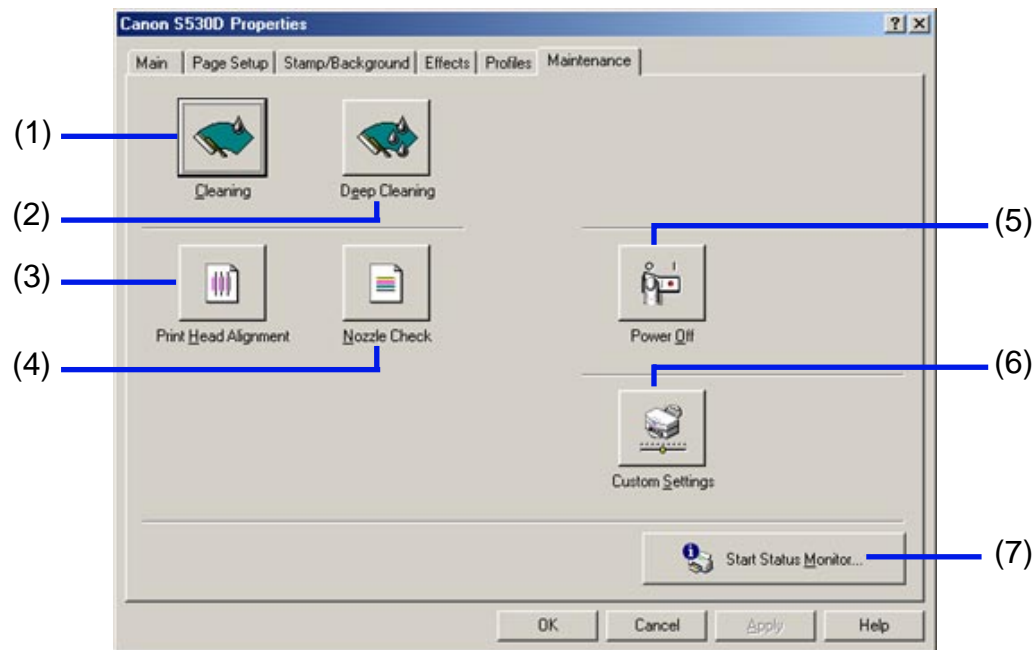 Canon S530D Properties
Main Page Setup Stamp/Background Effects Profiles Maintenance
(1)
Cleaning Deep Cleaning
(2)
(5)
(3)
Print Head Alignment Nozzle Check Power Off
(4)
(6)
Custom Settings
Start Status Monitor...
(7)
OK Cancel Apply Help